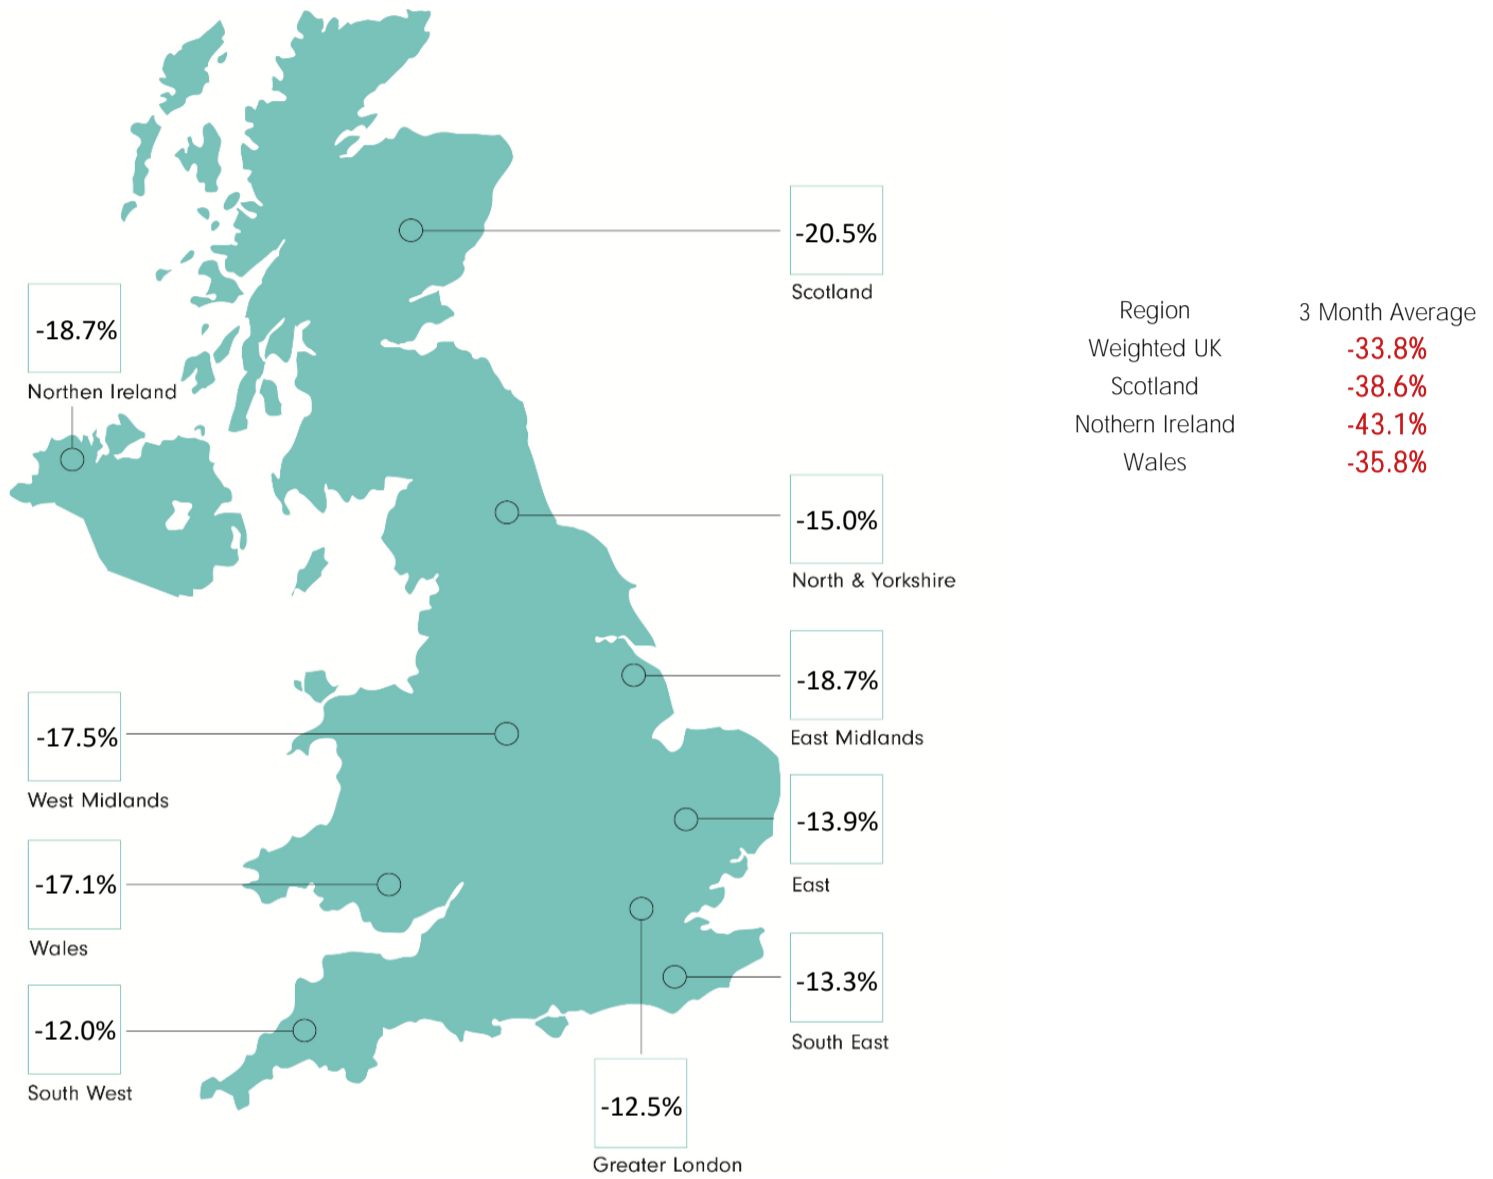 -20.5%
Scotland
-18.7%
Northen Ireland
-15.0%
North & Yorkshire
-18.7%
East Midlands
-17.5%
West Midlands
-13.9%
East
-17.1%
Wales
-13.3%
South East
-12.0%
South West
-12.5%
Greater London
Region 3 Month Average
Weighted UK -33.8%
Scotland -38.6%
Nothern Ireland -43.1%
Wales -35.8%